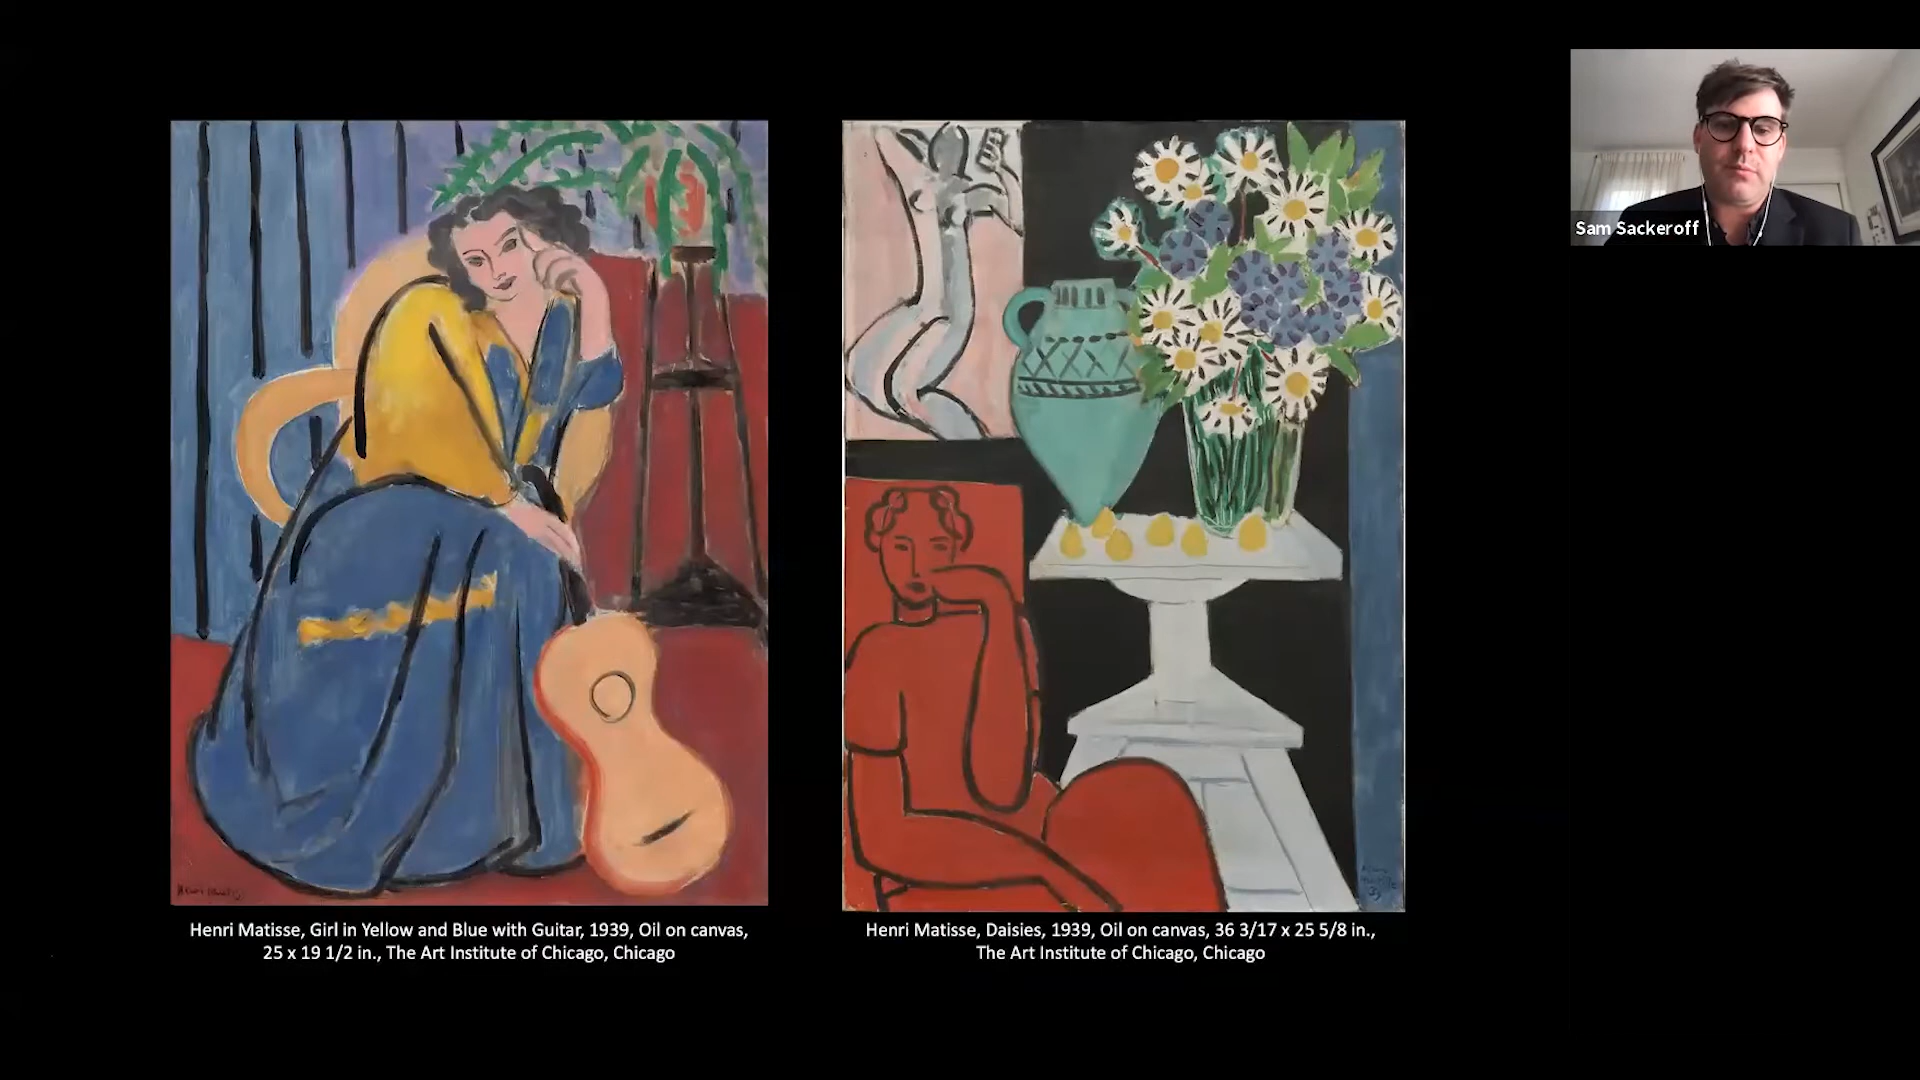 Sam Sackeroff
Henri Matisse, Girl in Yellow and Blue with Guitar, 1939, Oil on canvas,
25 x 19 1/2 in., The Art Institute of Chicago, Chicago
Henri Matisse, Daisies, 1939, Oil on canvas, 36 3/17 x 25 5/8 in.,
The Art Institute of Chicago, Chicago